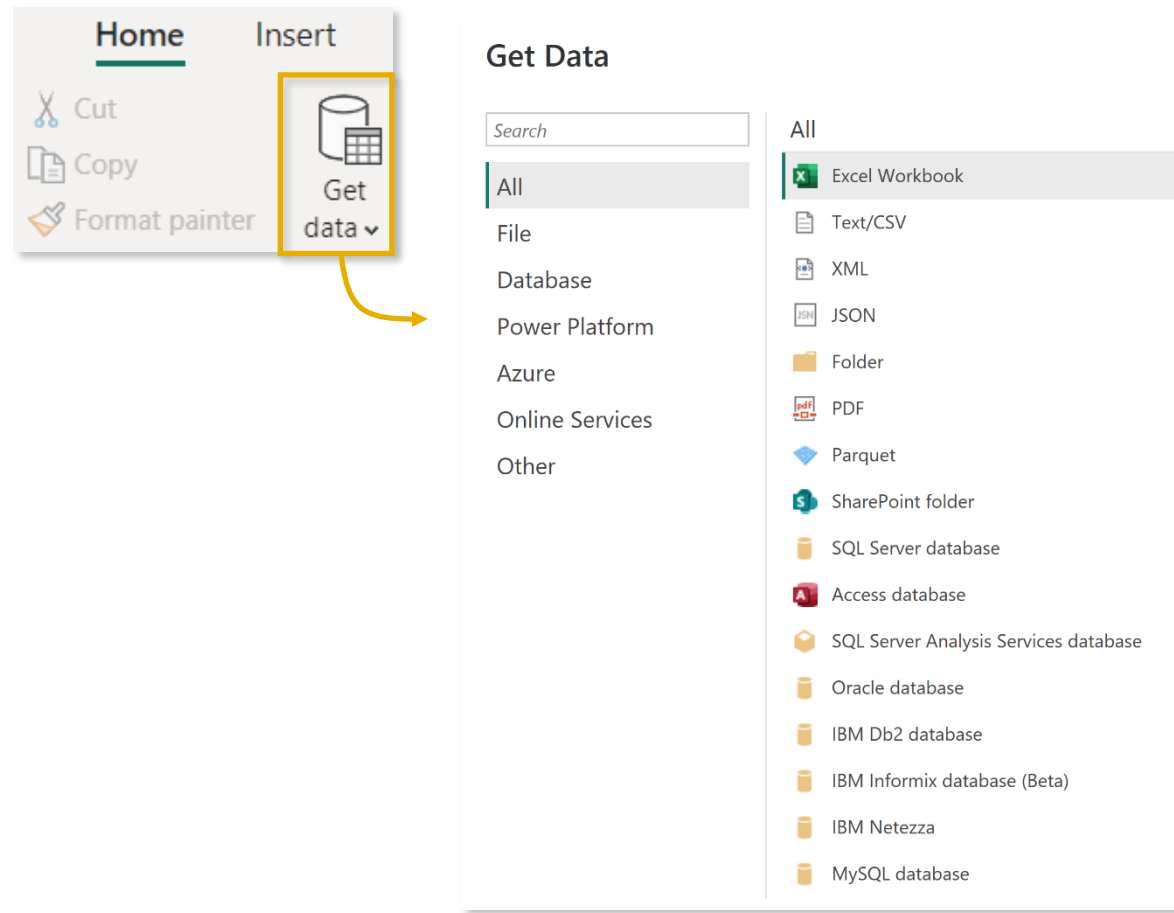 Home Insert
Cut
Copy
Format painter
Get
data
Get Data
Search
All
File
Database
Power Platform
Azure
Online Services
Other
All
Excel Workbook
Text/CSV
XML
JSN JSON
Folder
pdf PDF
Parquet
SharePoint folder
SQL Server database
Access database
SQL Server Analysis Services database
Oracle database
IBM Db2 database
IBM Informix database (Beta)
IBM Netezza
MySQL database